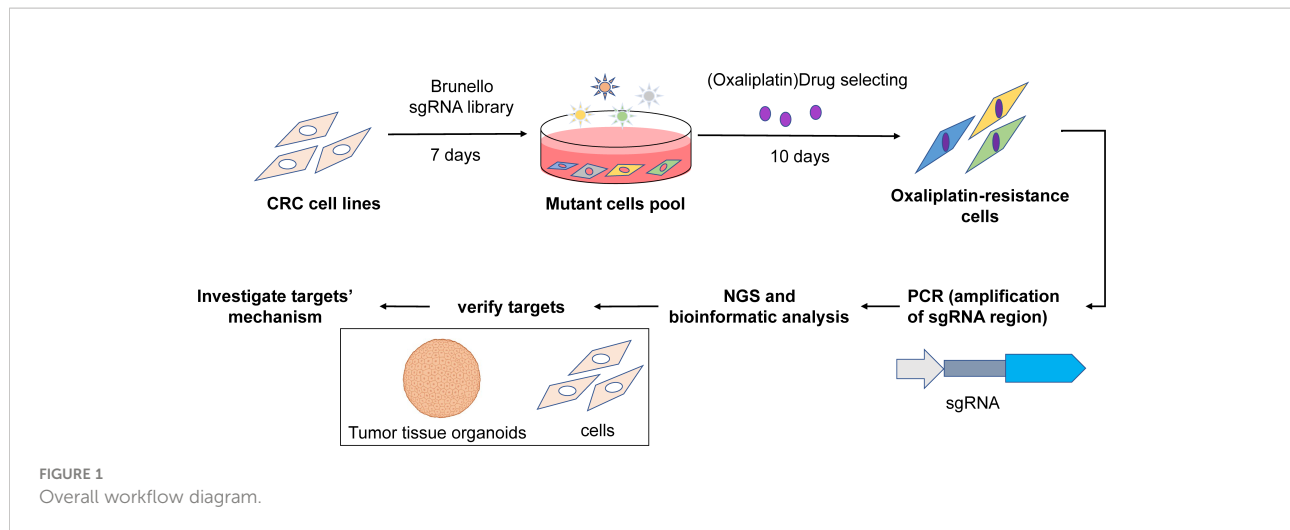 Brunello
sgRNA library
7 days
CRC cell lines
Mutant cells pool
(Oxaliplatin)Drug selecting
10 days
Oxaliplatin-resistance
cells
PCR (amplification
of sgRNA region)
sgRNA
NGS and
bioinformatic analysis
verify targets
Tumor tissue organoids
cells
Investigate targets'
mechanism
FIGURE 1
Overall workflow diagram.